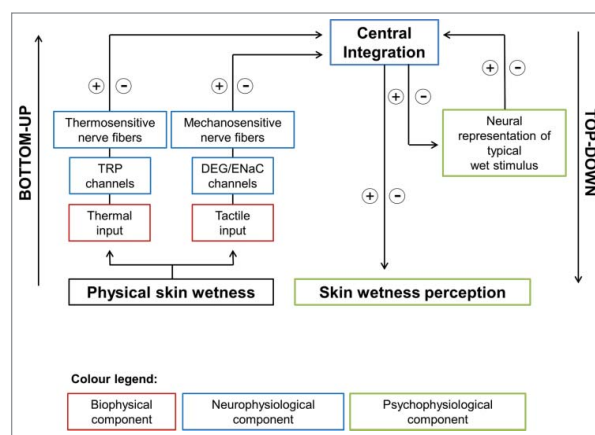 BOTTOM-UP
TOP-DOWN
Central
Integration
+
-
+
-
+
-
+
-
Thermosensitive
nerve fibers
Mechanosensitive
nerve fibers
Neural
representation of
typical
wet stimulus
TRP
channels
DEG/ENaC
channels
+
-
Thermal
input
Tactile
input
Physical skin wetness
Skin wetness perception
Colour legend:
Biophysical
component
Neurophysiological
component
Psychophysiological
component